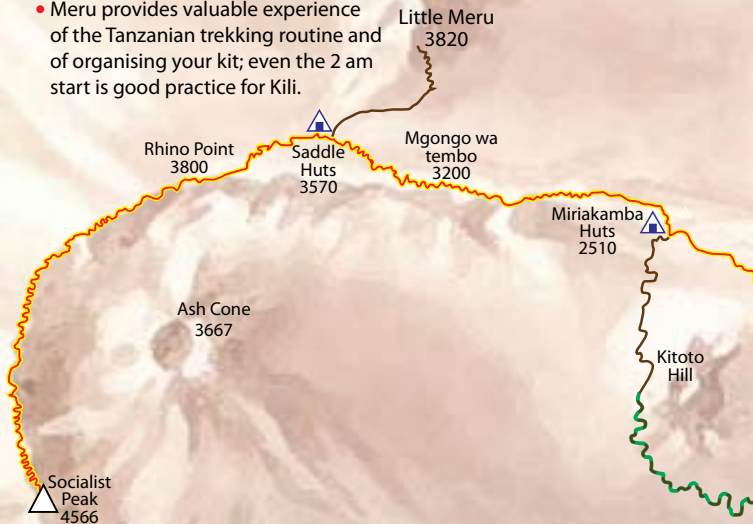 • Meru provides valuable experience
of the Tanzanian trekking routine and
of organising your kit; even the 2 am
start is good practice for Kili.
Little Meru
3820
Rhino Point
3800
Saddle
Huts
3570
Mgongo wa
tembo
3200
Miriakamba
Huts
2510
Ash Cone
3667
Kitoto
Hill
Socialist
Peak
4566